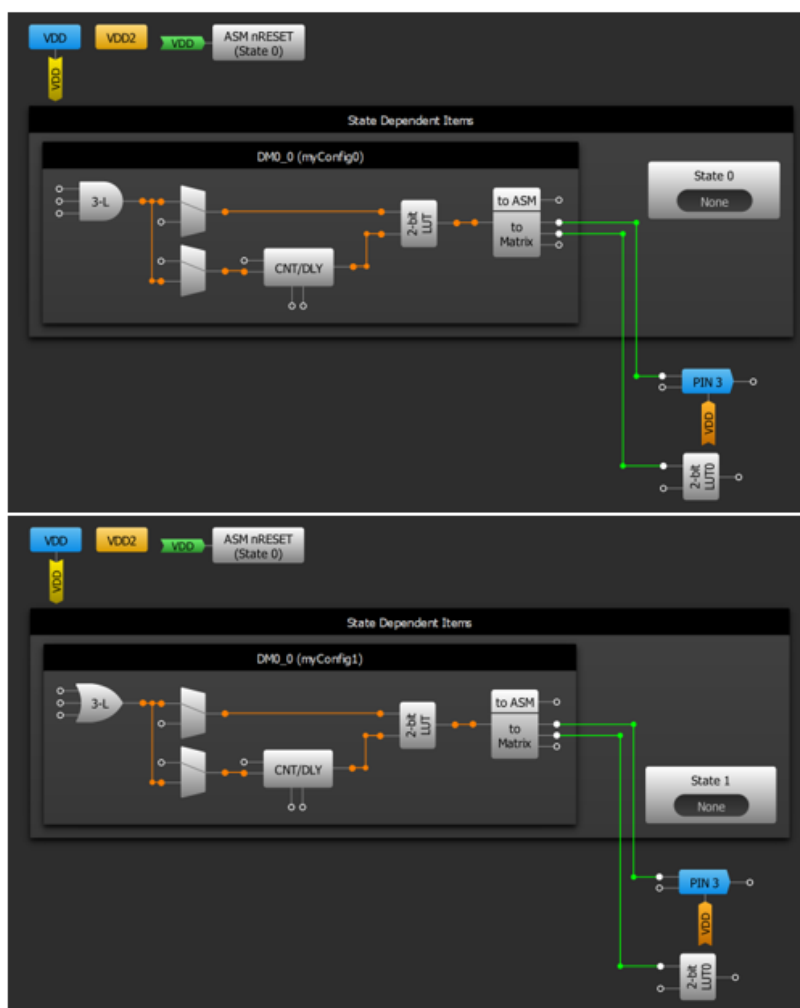 VDD
VDD2
VDD
ASM nRESET
(State 0)
VDD
State Dependent Items
DM0_0 (myConfig0)
3-L
2-bit
LUT
to ASM
to
Matrix
CNT/DLY
State 0
None
PIN 3
VDD
2-bit
LUT0
VDD
VDD2
VDD
ASM nRESET
(State 0)
VDD
State Dependent Items
DM0_0 (myConfig1)
3-L
2-bit
LUT
to ASM
to
Matrix
CNT/DLY
State 1
None
PIN 3
VDD
2-bit
LUT0